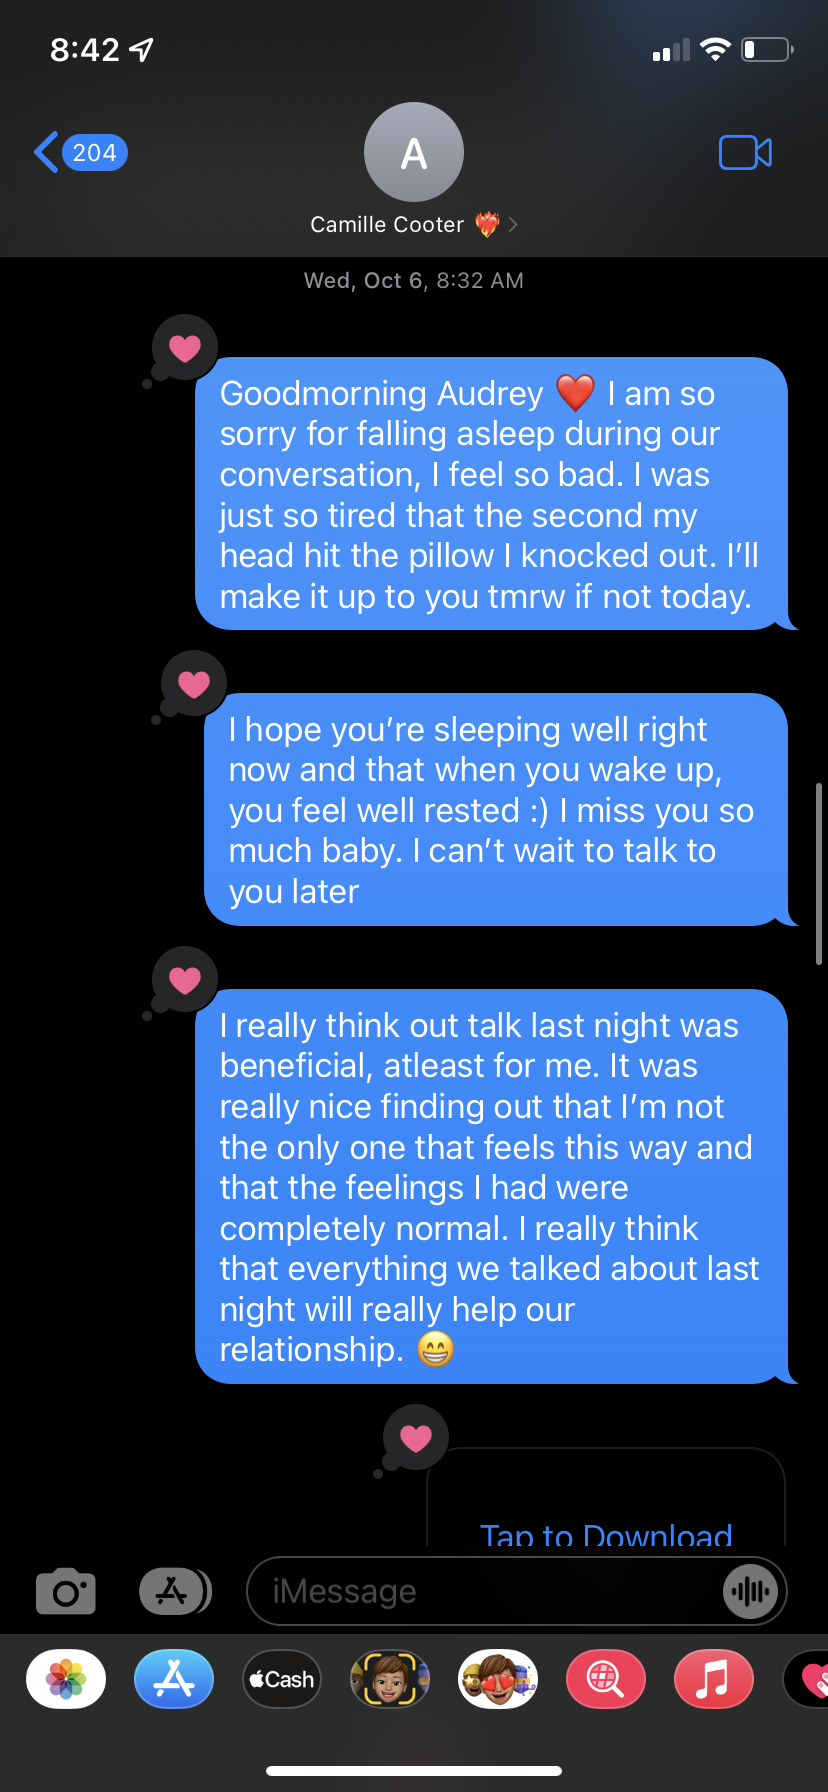 8:42
204
A
Camille Cooter ❤️‍🔥
Wed, Oct 6, 8:32 AM
Goodmorning Audrey ❤️ I am so
sorry for falling asleep during our
conversation, I feel so bad. I was
just so tired that the second my
head hit the pillow I knocked out. I’ll
make it up to you tmrw if not today.
I hope you’re sleeping well right
now and that when you wake up,
you feel well rested :) I miss you so
much baby. I can’t wait to talk to
you later
I really think out talk last night was
beneficial, atleast for me. It was
really nice finding out that I’m not
the only one that feels this way and
that the feelings I had were
completely normal. I really think
that everything we talked about last
night will really help our
relationship. 😁
Tap to Download
iMessage
Cash